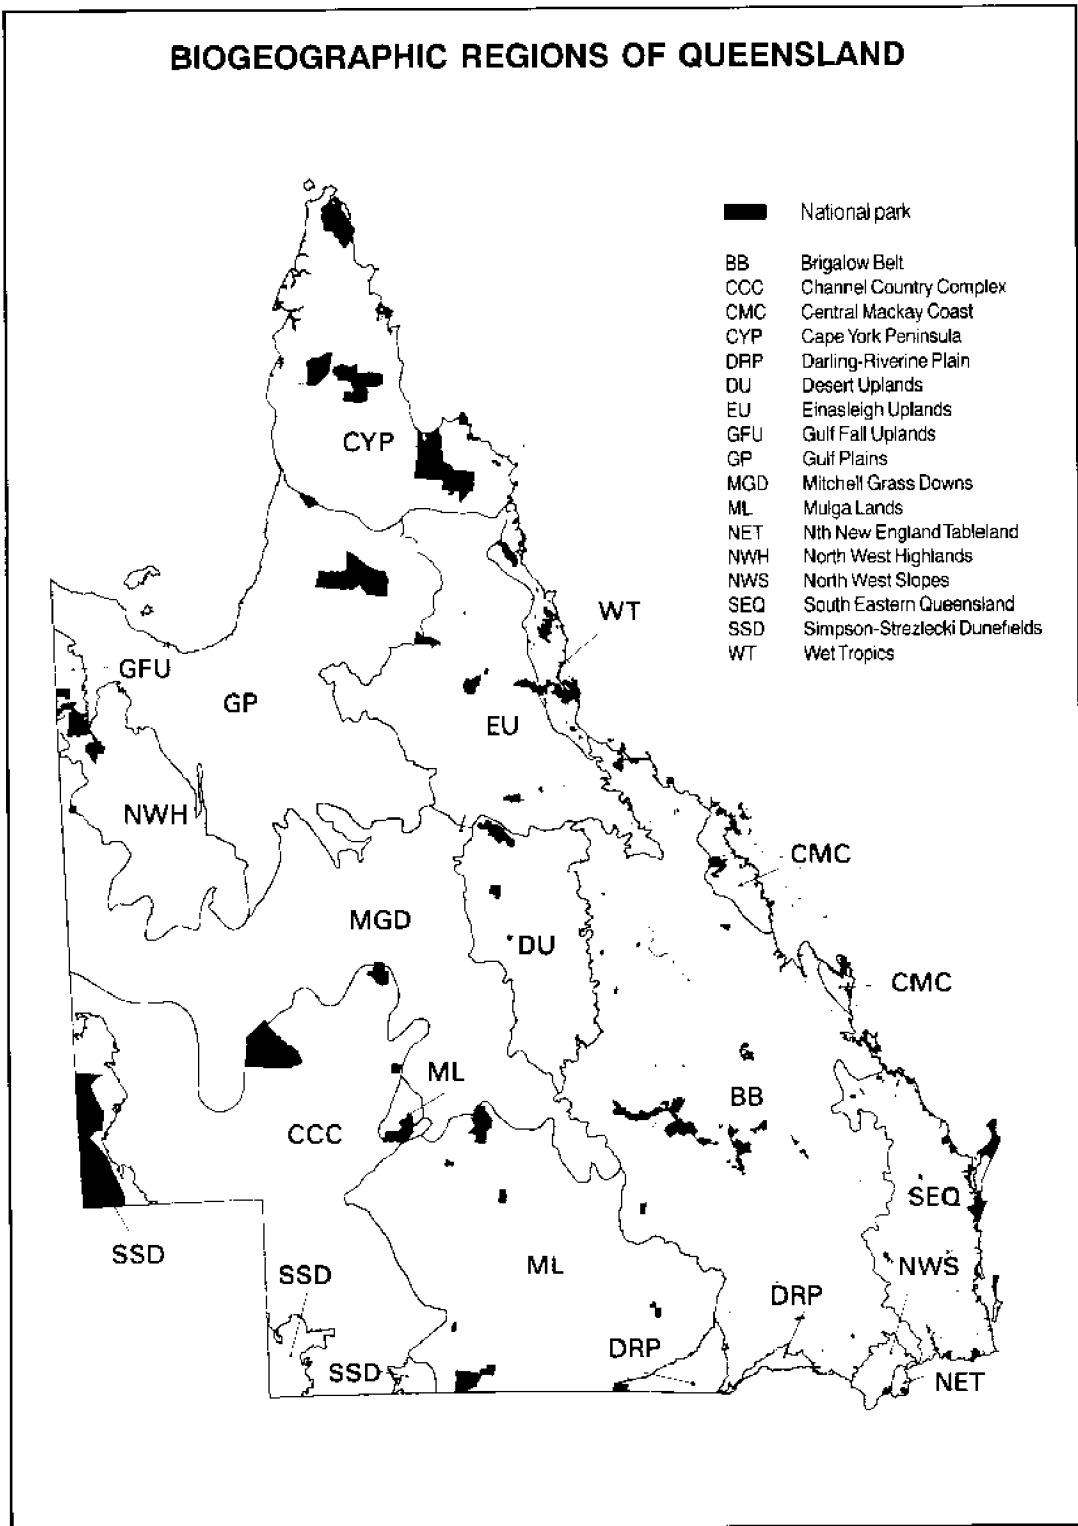 BIOGEOGRAPHIC REGIONS OF QUEENSLAND
National park
BB Brigalow Belt
CCC Channel Country Complex
CMC Central Mackay Coast
CYP Cape York Peninsula
DRP Darling-Riverine Plain
DU Desert Uplands
EU Einasleigh Uplands
GFU Gulf Fall Uplands
GP Gulf Plains
MGD Mitchell Grass Downs
ML Mulga Lands
NET Nth New England Tableland
NWH North West Highlands
NWS North West Slopes
SEQ South Eastern Queensland
SSD Simpson-Strezlecki Dunefields
WT Wet Tropics
CYP
WT
GFU
GP
EU
NWH
CMC
MGD
DU
CMC
ML
BB
CCC
SEQ
SSD
ML
NWS
SSD
DRP
DRP
SSD
NET